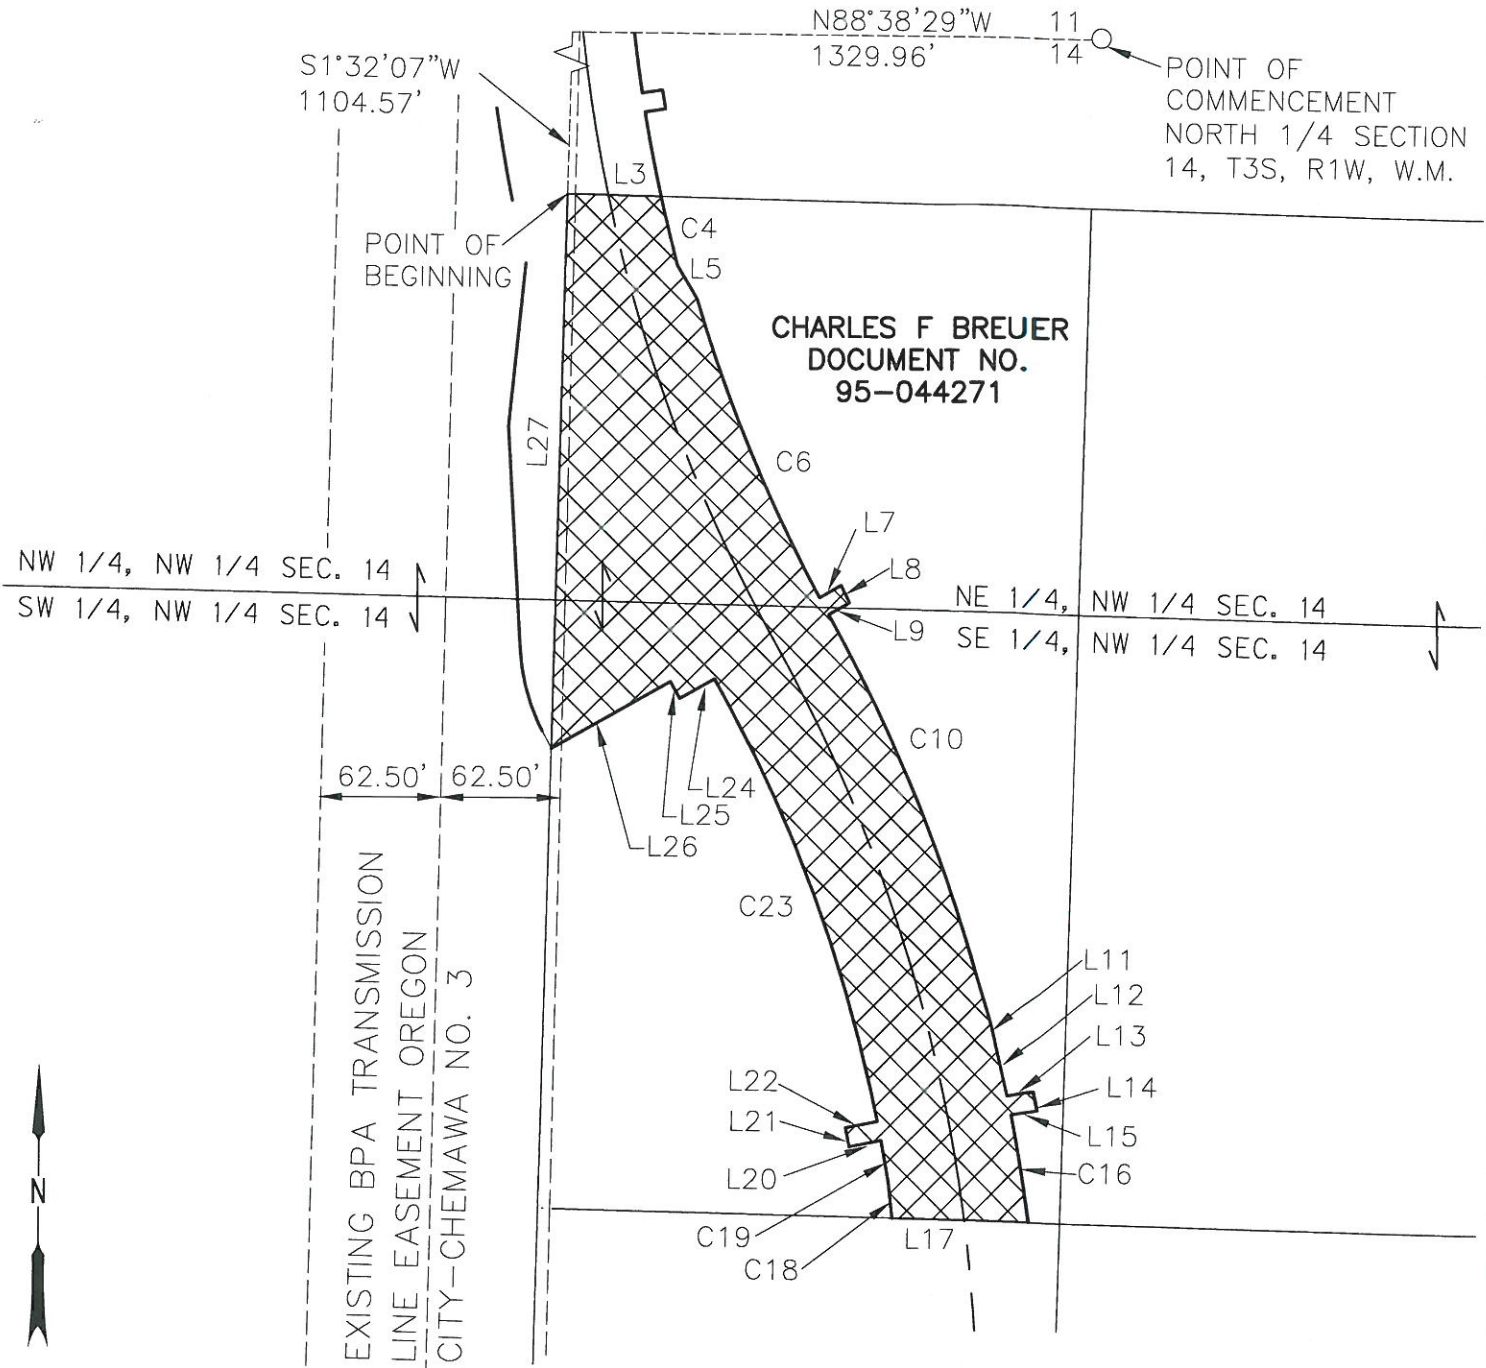 N88°38'29"W
1329.96'
11
14
S1°32'07"W
1104.57'
POINT OF
COMMENCEMENT
NORTH 1/4 SECTION
14, T3S, R1W, W.M.
L3
C4
POINT OF
BEGINNING
L5
CHARLES F BREUER
DOCUMENT NO.
95-044271
L27
C6
L7
L8
NW 1/4, NW 1/4 SEC. 14
SW 1/4, NW 1/4 SEC. 14
NE 1/4, NW 1/4 SEC. 14
L9
SE 1/4, NW 1/4 SEC. 14
C10
62.50'
62.50'
L24
L25
L26
C23
EXISTING BPA TRANSMISSION
LINE EASEMENT OREGON
CITY-CHEMAWA NO. 3
L11
L12
L13
L14
L22
L21
L15
L20
C16
N
C19
L17
C18